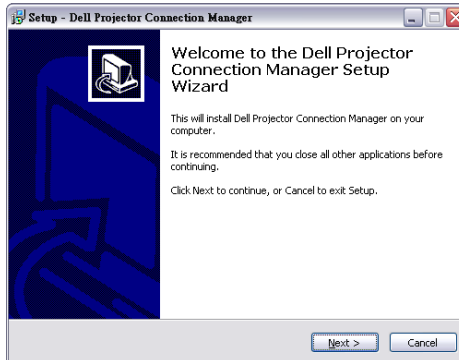 Setup - Dell Projector Connection Manager
Welcome to the Dell Projector
Connection Manager Setup
Wizard
This will install Dell Projector Connection Manager on your
computer.
It is recommended that you close all other applications before
continuing.
Click Next to continue, or Cancel to exit Setup.
Next > Cancel